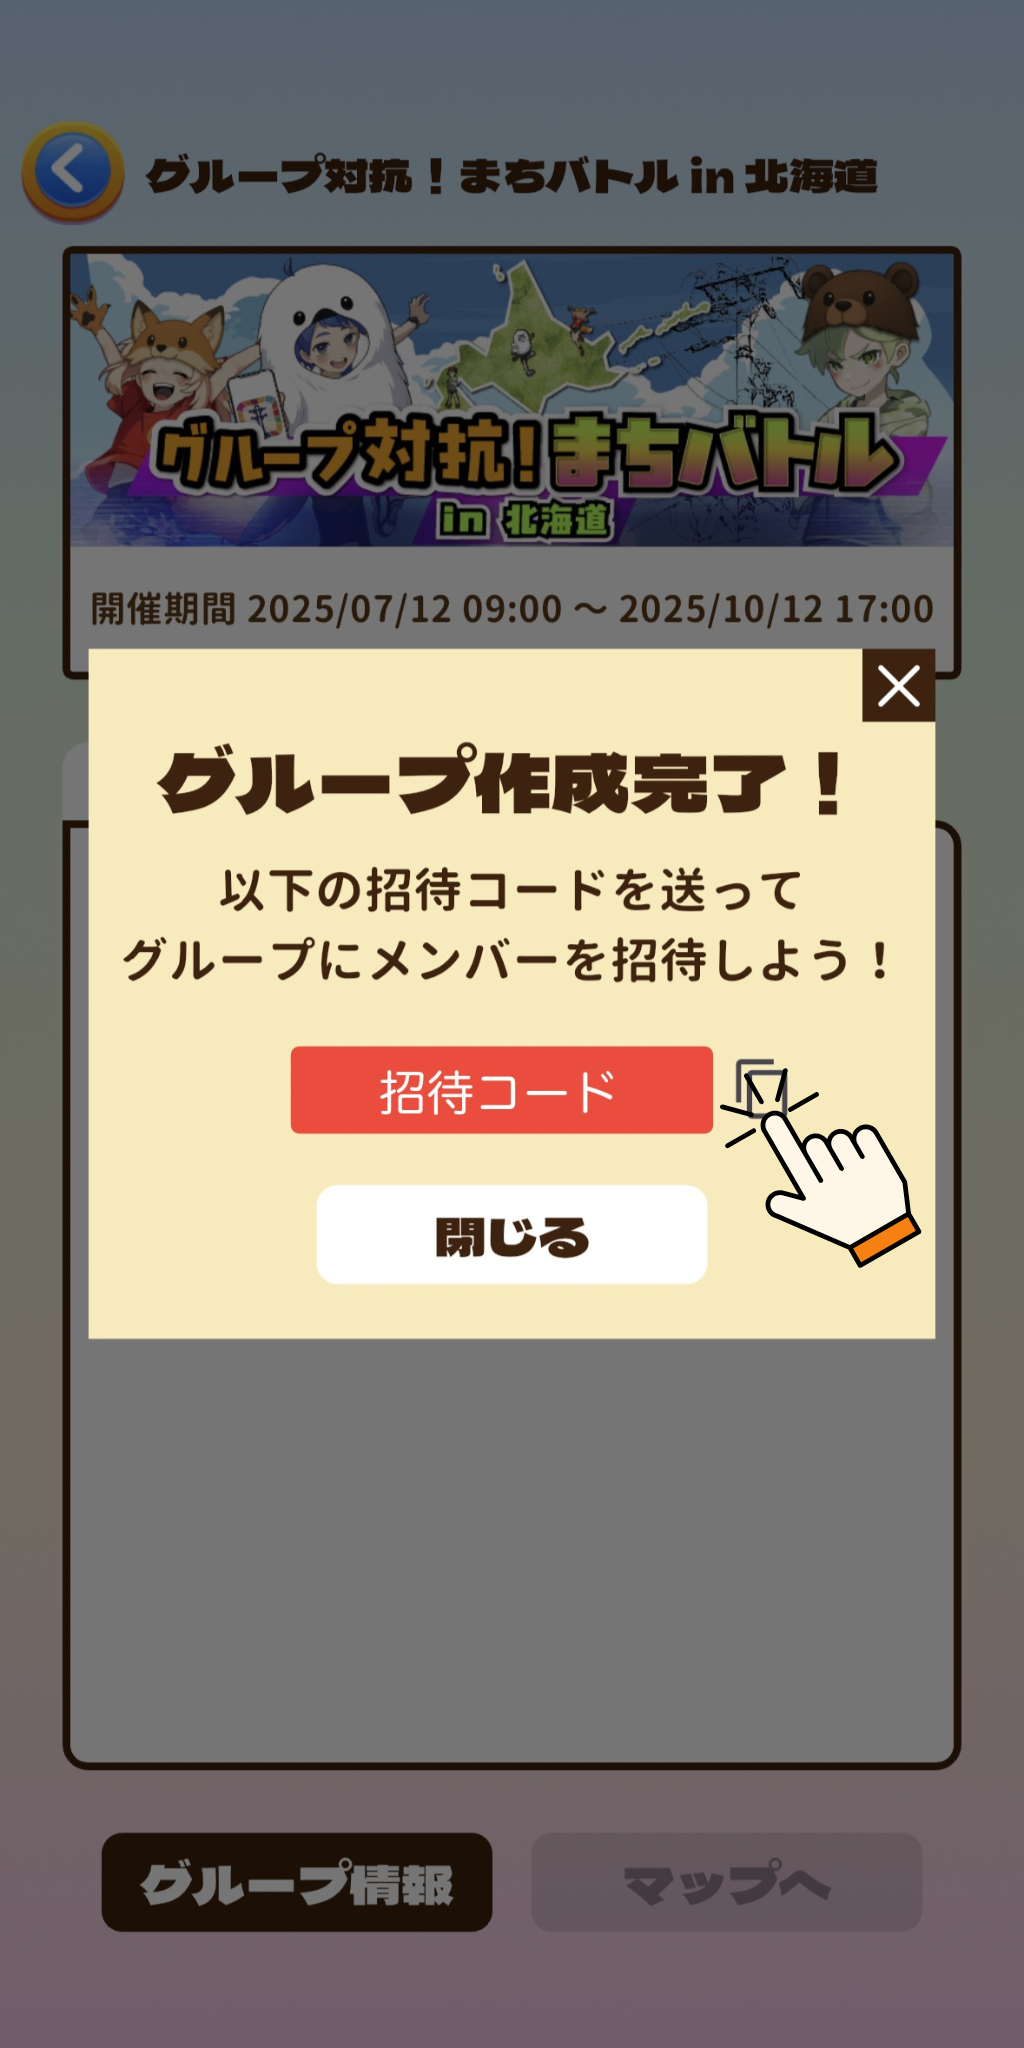 グループ対抗！まちバトル in 北海道
グループ対抗!まちバトル
in 北海道
開催期間 2025/07/12 09:00 〜 2025/10/12 17:00
グループ作成完了！
以下の招待コードを送って
グループにメンバーを招待しよう！
招待コード
閉じる
グループ情報
マップへ